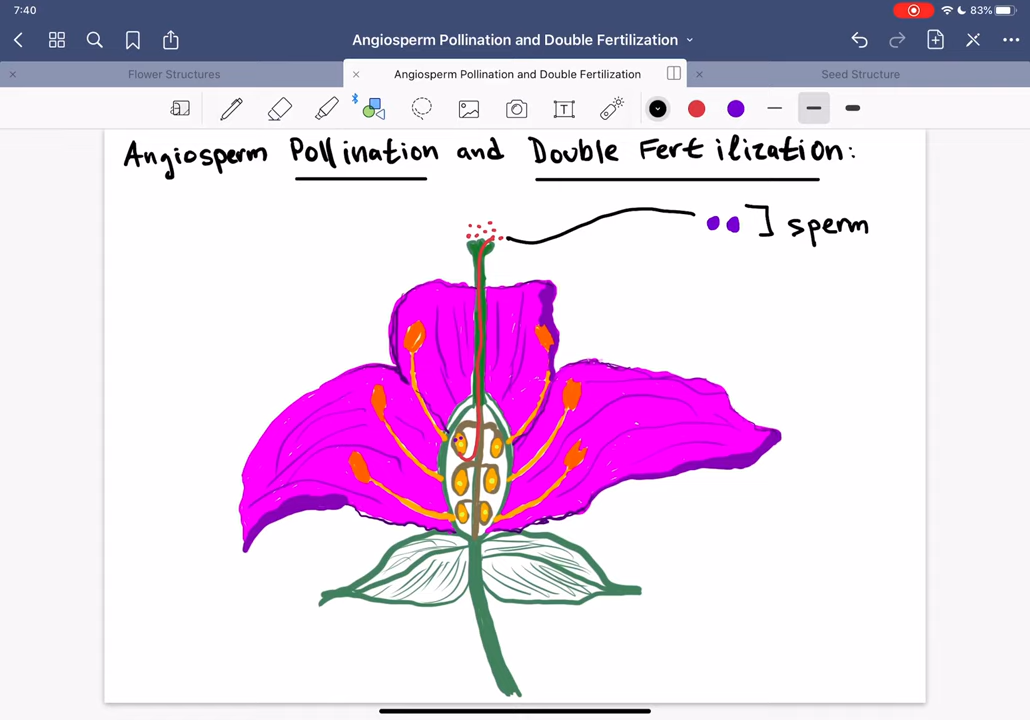 7:40
83%
Angiosperm Pollination and Double Fertilization
Flower Structures
Angiosperm Pollination and Double Fertilization
Seed Structure
T
Angiosperm Pollination and Double Fertilization:
sperm